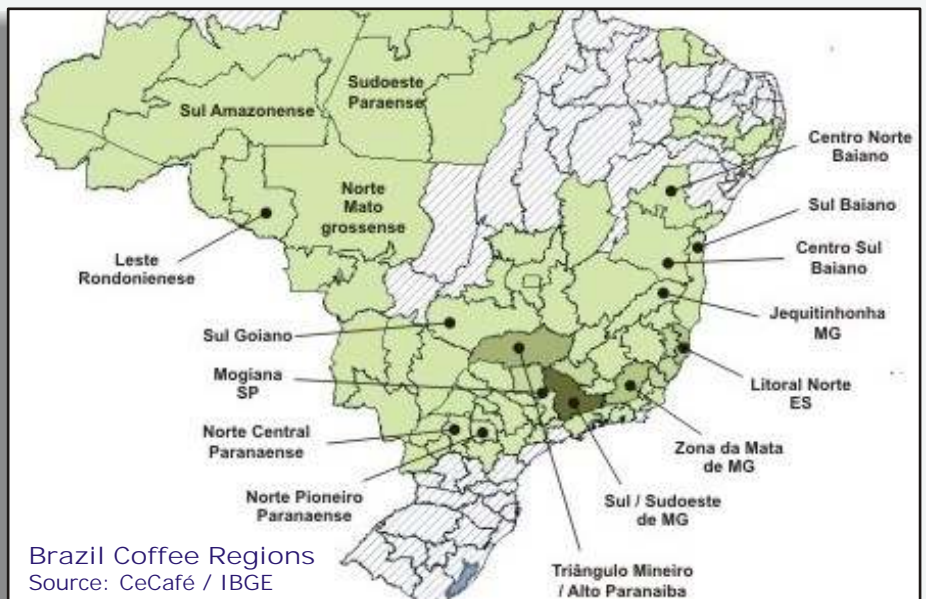 Sul Amazonense
Sudoeste
Paraense
Norte
Mato
grossense
Leste
Rondonienese
Sul Goiano
Mogiana
SP
Norte Central
Paranaense
Norte Pioneiro
Paranaense
Centro Norte
Baiano
Sul Baiano
Centro Sul
Baiano
Jequitinhonha
MG
Litoral Norte
ES
Zona da Mata
de MG
Sul / Sudoeste
de MG
Triângulo Mineiro
/ Alto Paranaiba
Brazil Coffee Regions
Source: CeCafé / IBGE